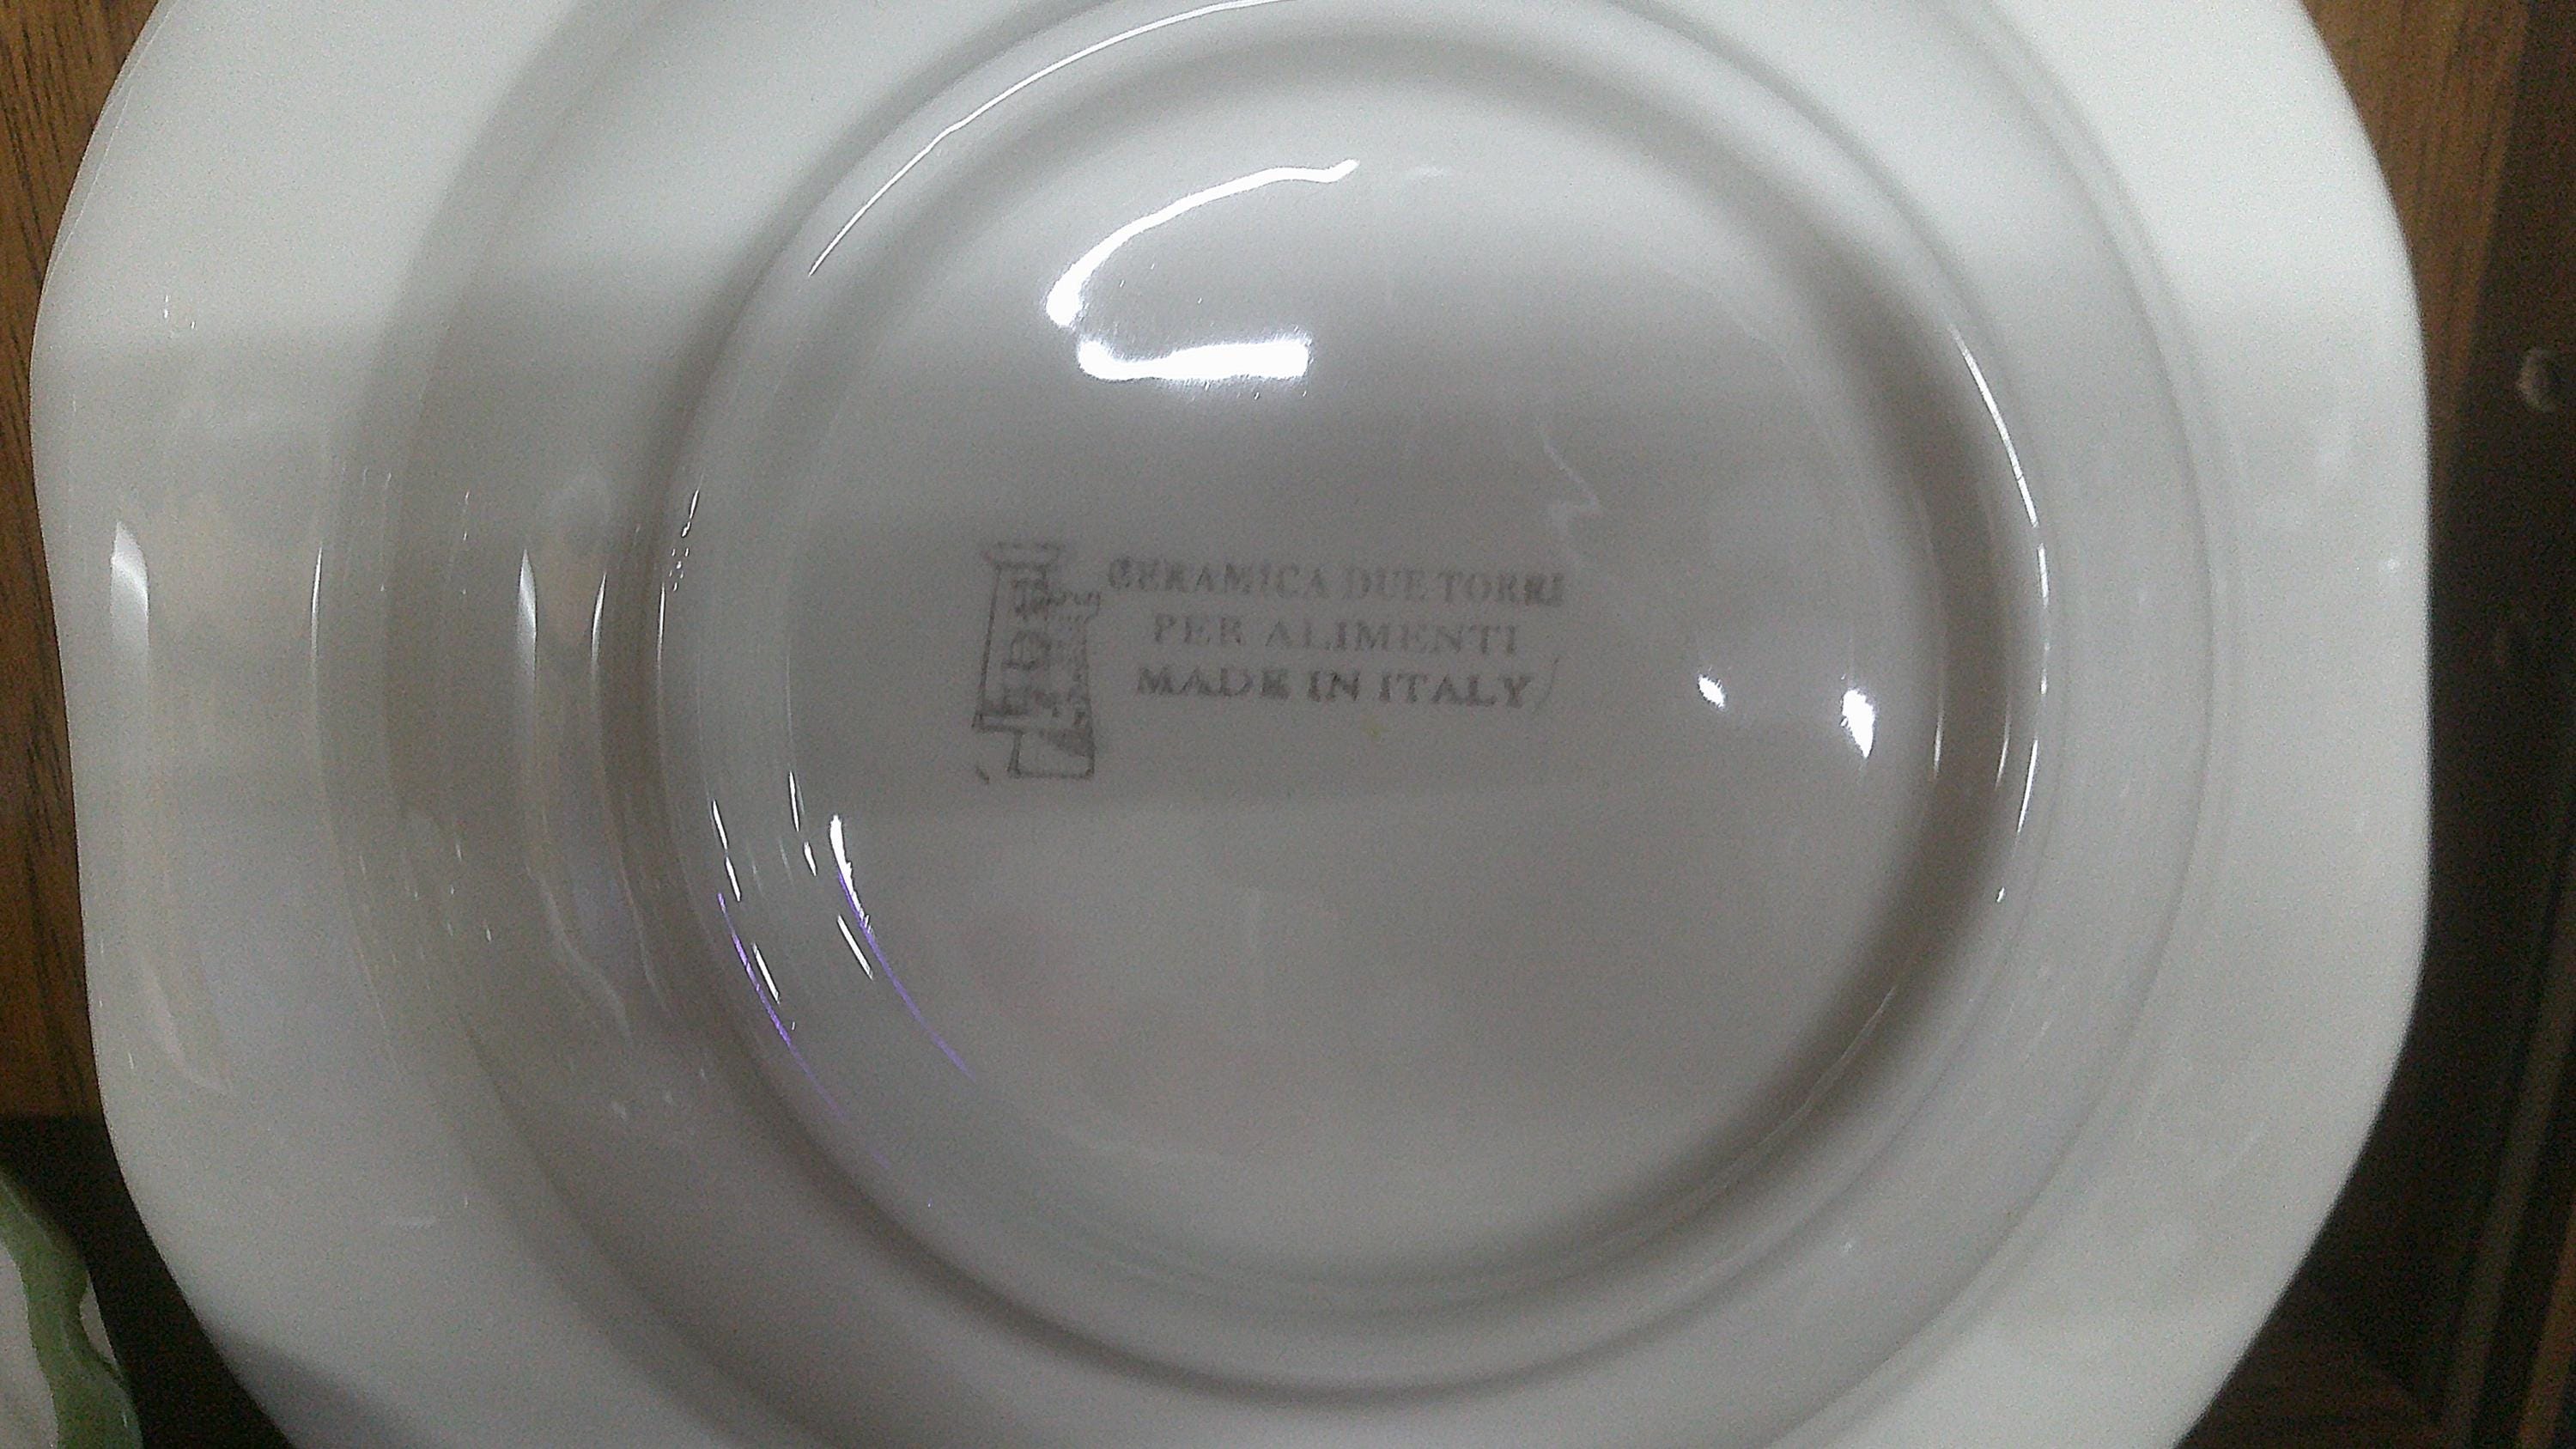 CERAMICA DUE TORRI
PER ALIMENTI
MADE IN ITALY